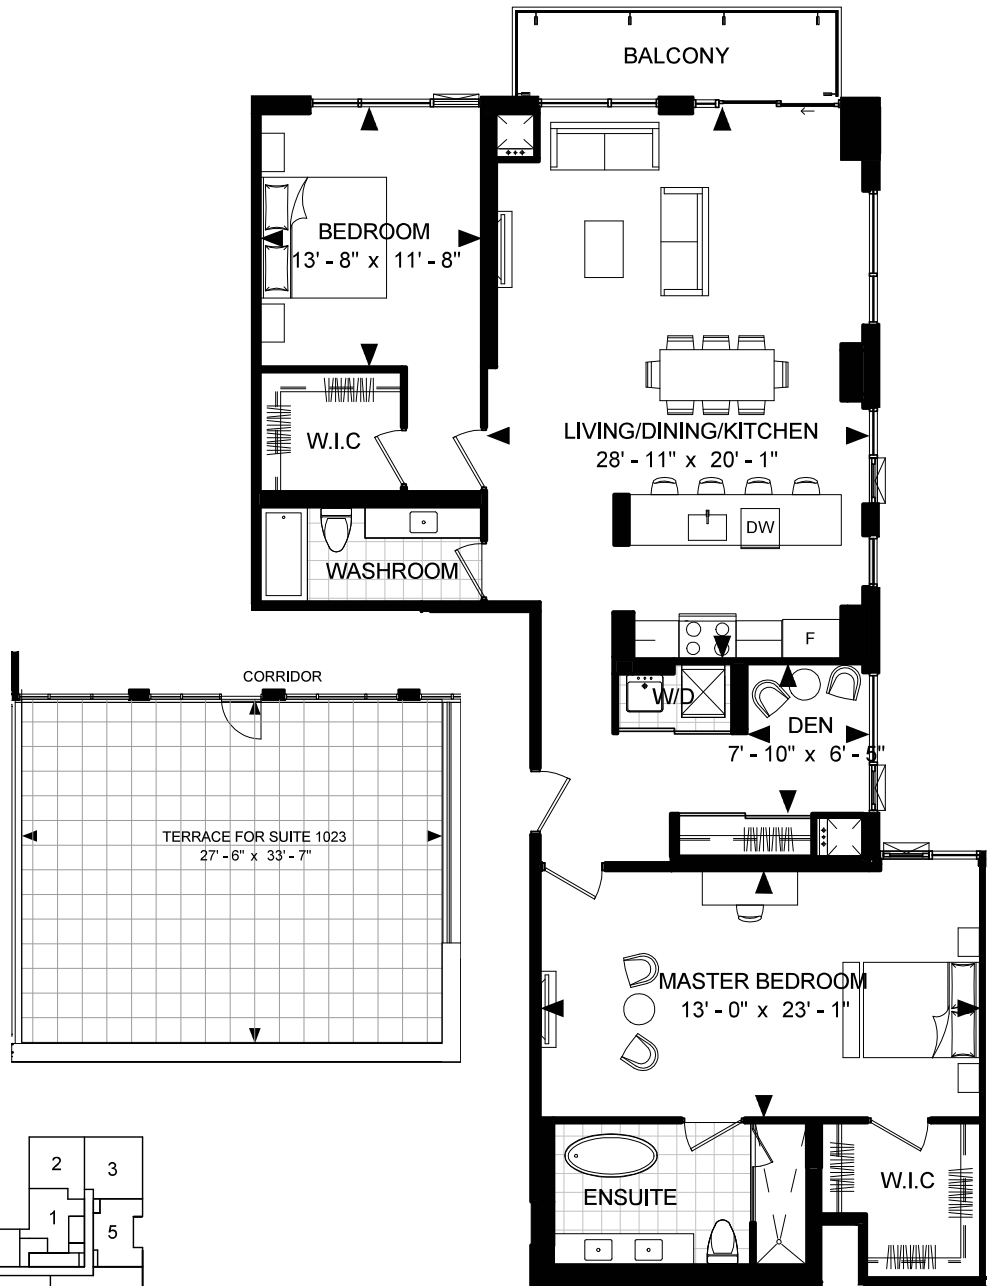 BALCONY
BEDROOM
13' - 8" x 11' - 8"
W.I.C
LIVING/DINING/KITCHEN
28' - 11" x 20' - 1"
DW
WASHROOM
F
CORRIDOR
W/D
DEN
7' - 10" x 6' - 5"
TERRACE FOR SUITE 1023
27' - 6" x 33' - 7"
MASTER BEDROOM
13' - 0" x 23' - 1"
ENSUITE
W.I.C
2
3
1
5